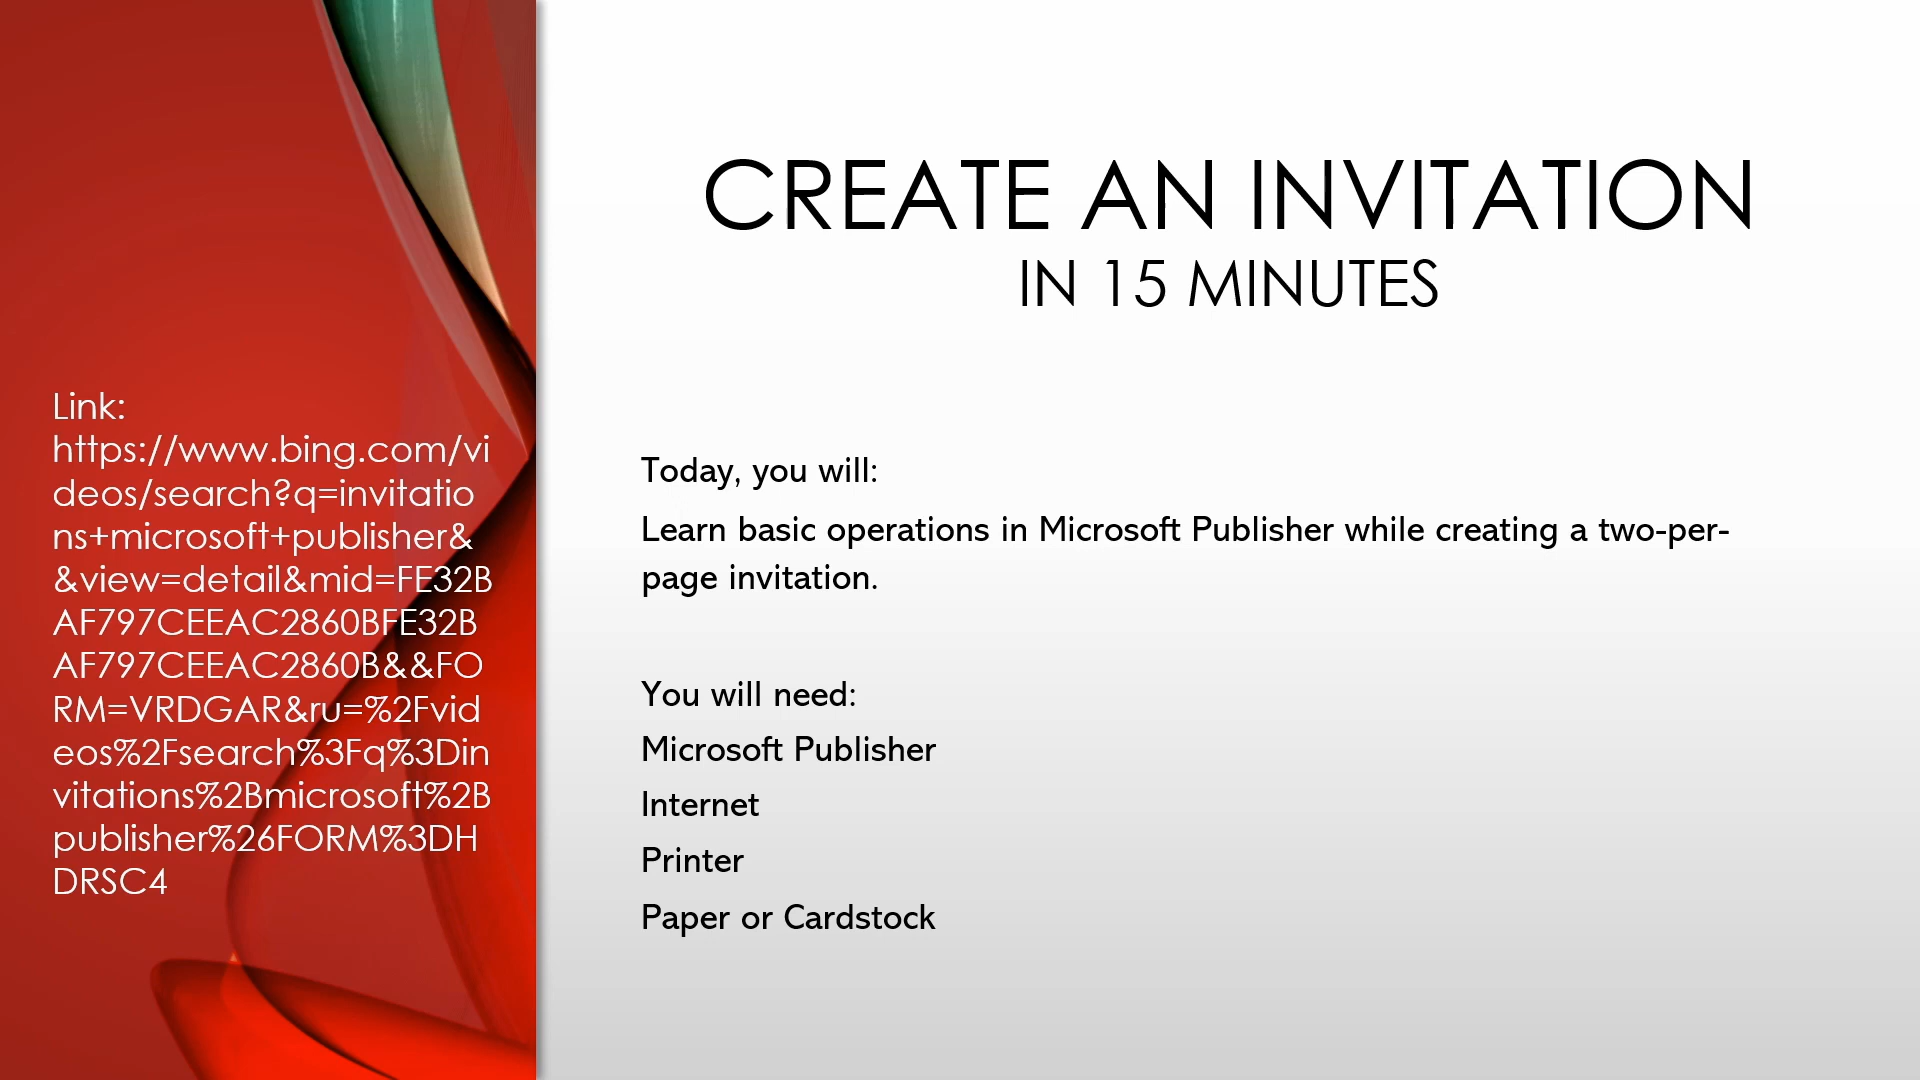 CREATE AN INVITATION
IN 15 MINUTES
Link:
https://www.bing.com/vi
deos/search?q=invitatio
ns+microsoft+publisher&
&view=detail&mid=FE32B
AF797CEEAC2860BFE32B
AF797CEEAC2860B&&FO
RM=VRDGAR&ru=%2Fvid
eos%2Fsearch%3Fq%3Din
vitations%2Bmicrosoft%2B
publisher%26FORM%3DH
DRSC4
Today, you will:
Learn basic operations in Microsoft Publisher while creating a two-per-
page invitation.
You will need:
Microsoft Publisher
Internet
Printer
Paper or Cardstock